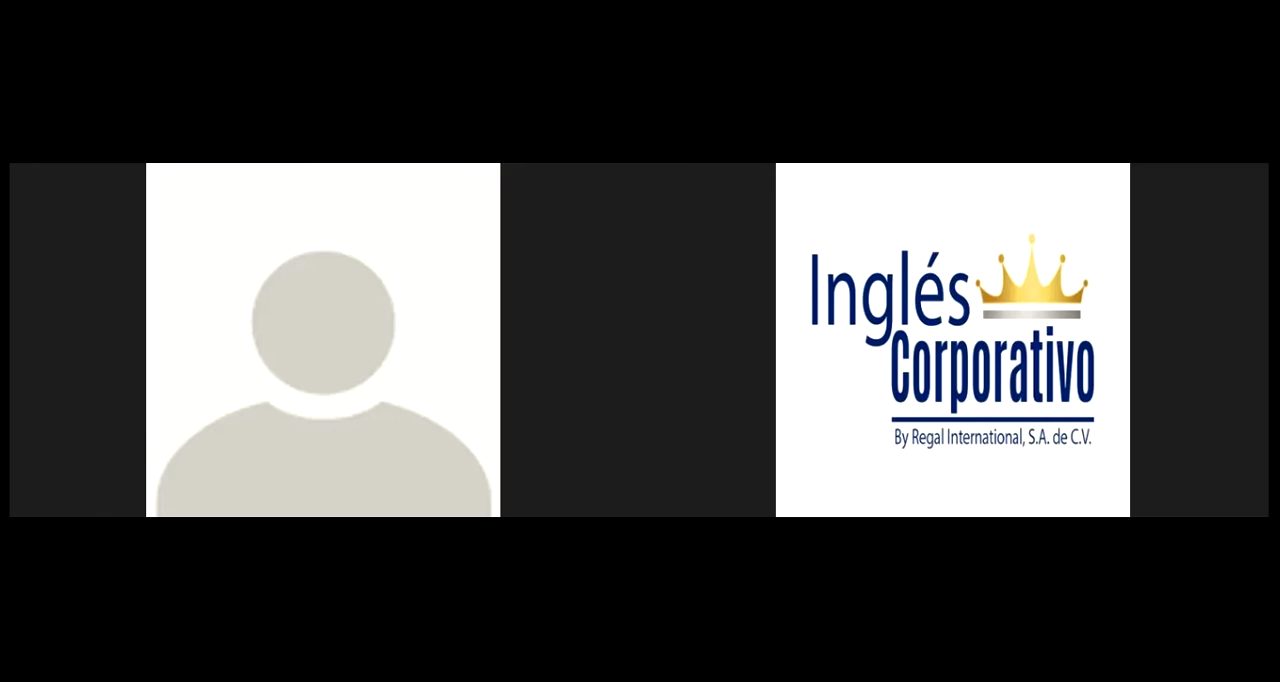 Inglés
Corporativo
By Regal International, S.A. de C.V.